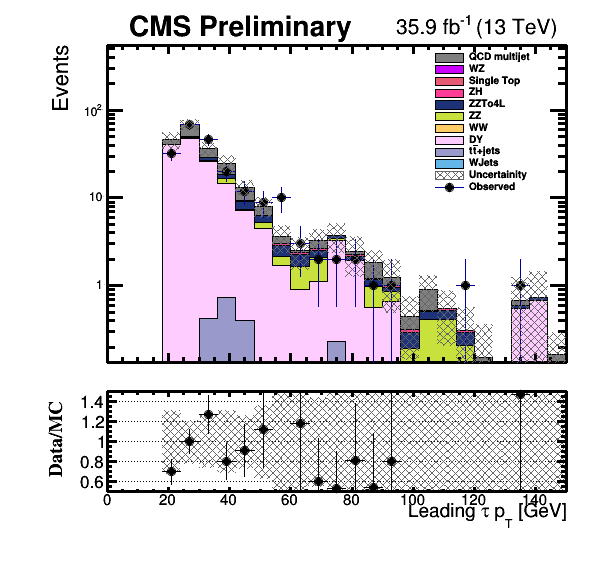 CMS Preliminary 35.9 fb⁻¹ (13 TeV)
Events
QCD multijet
WZ
Single Top
ZH
ZZTo4L
ZZ
WW
DY
tt̄+jets
WJets
Uncertainity
Observed
10²
10
1
Data/MC
1.4
1.2
1
0.8
0.6
0 20 40 60 80 100 120 140
Leading τ p_T [GeV]